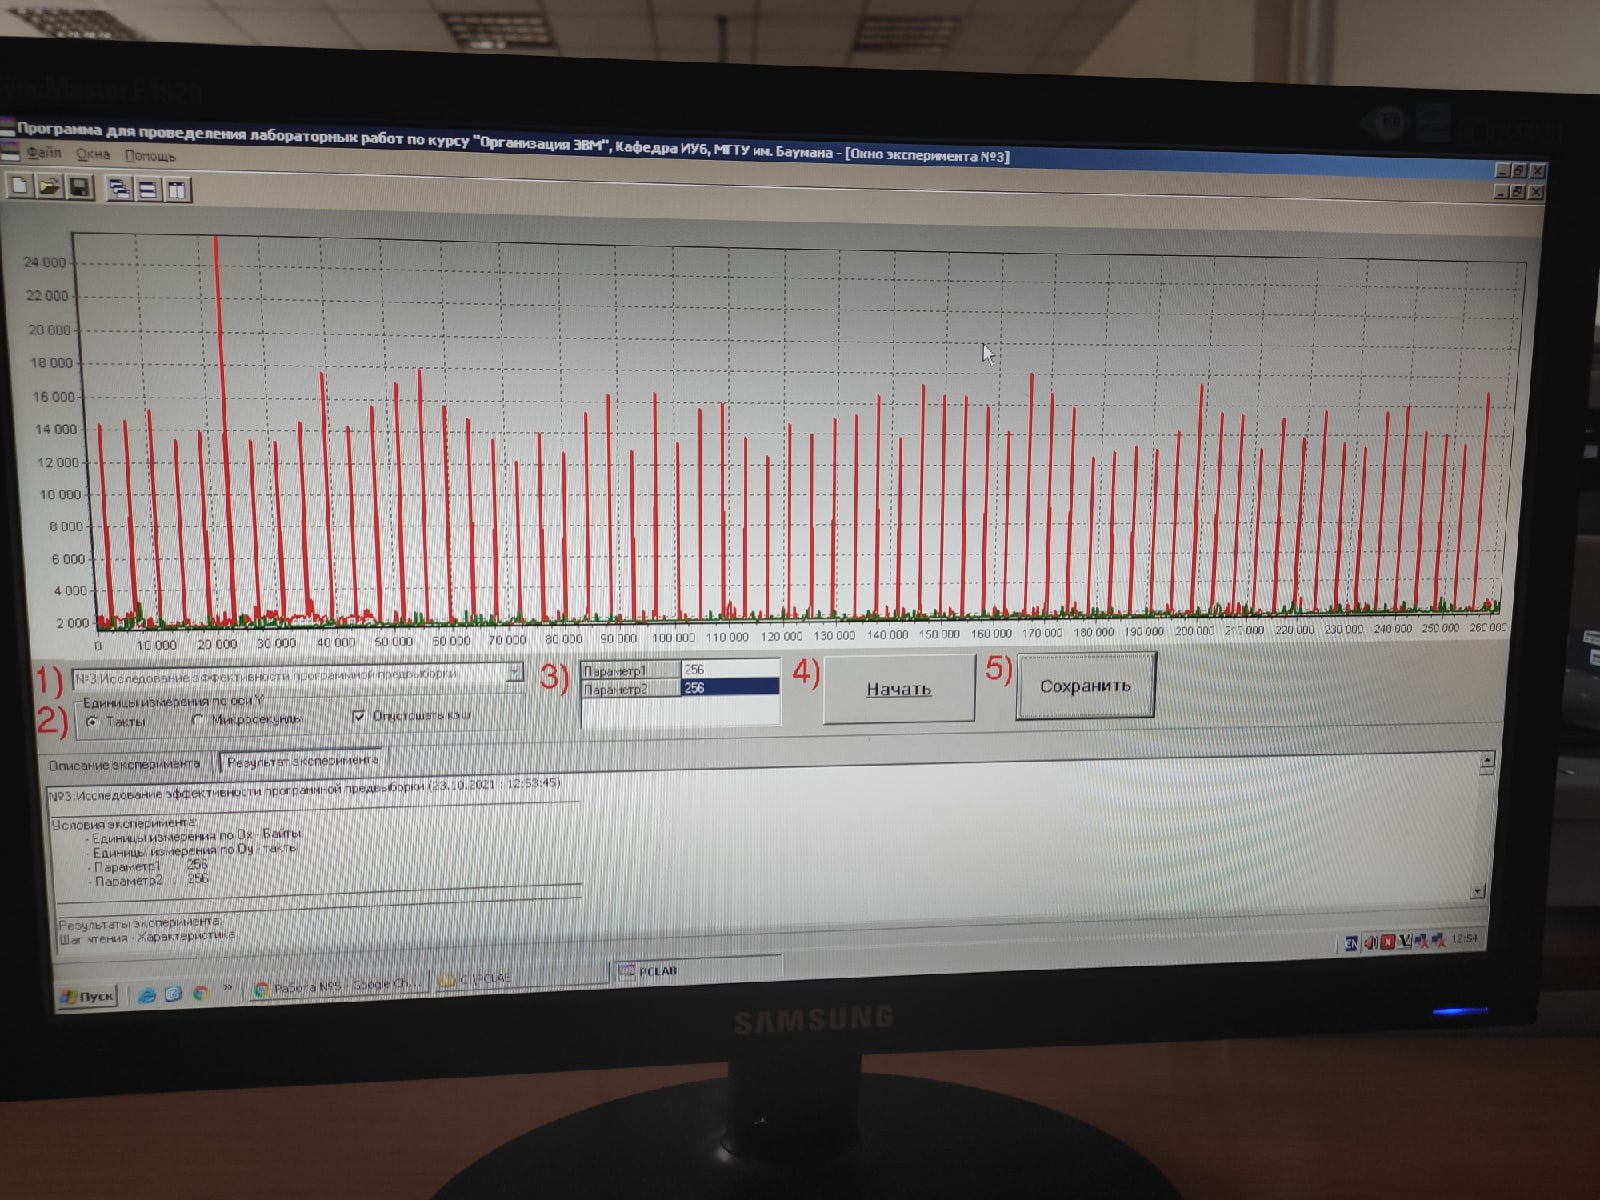 SyncMaster E1920
Программа для проведеления лабораторных работ по курсу "Организация ЭВМ", Кафедра ИУ6, МГТУ им. Баумана - [Окно эксперимента №3]
Файл Окна Помощь
24 000
22 000
20 000
18 000
16 000
14 000
12 000
10 000
8 000
6 000
4 000
2 000
0 10 000 20 000 30 000 40 000 50 000 60 000 70 000 80 000 90 000 100 000 110 000 120 000 130 000 140 000 150 000 160 000 170 000 180 000 190 000 200 000 210 000 220 000 230 000 240 000 250 000 260 000
1) №3:Исследование эффективности программной предвыборки
2) Единицы измерения по оси Y
Такты Микросекунды Опустошать кэш
3) Параметр1 256
Параметр2 256
4) Начать
5) Сохранить
Описание эксперимента Результат эксперимента
№3:Исследование эффективности программной предвыборки (23.10.2021 : 12:53:45)
Условия эксперимента:
- Единицы измерения по Ox - Байты
- Единицы измерения по Oy - такты
- Параметр1 : 256
- Параметр2 : 256
Результаты эксперимента:
Шаг чтения - Характеристика
EN 12:54
Пуск » Работа №5 - Google Ch... C:\PCLAB PCLAB
SAMSUNG